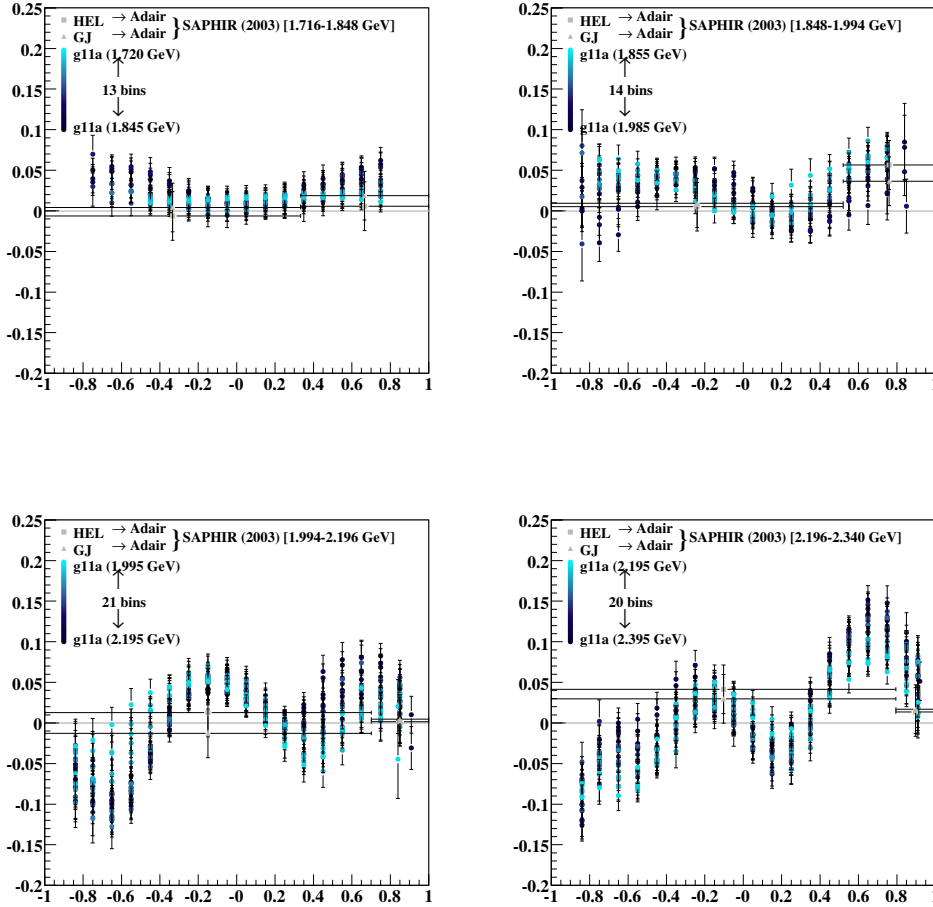 HEL → Adair
GJ → Adair
} SAPHIR (2003) [1.716-1.848 GeV]
g11a (1.720 GeV)
13 bins
g11a (1.845 GeV)
0.25
0.2
0.15
0.1
0.05
0
-0.05
-0.1
-0.15
-0.2
-1 -0.8 -0.6 -0.4 -0.2 -0 0.2 0.4 0.6 0.8 1
HEL → Adair
GJ → Adair
} SAPHIR (2003) [1.848-1.994 GeV]
g11a (1.855 GeV)
14 bins
g11a (1.985 GeV)
0.25
0.2
0.15
0.1
0.05
0
-0.05
-0.1
-0.15
-0.2
-1 -0.8 -0.6 -0.4 -0.2 -0 0.2 0.4 0.6 0.8 1
HEL → Adair
GJ → Adair
} SAPHIR (2003) [1.994-2.196 GeV]
g11a (1.995 GeV)
21 bins
g11a (2.195 GeV)
0.25
0.2
0.15
0.1
0.05
0
-0.05
-0.1
-0.15
-0.2
-1 -0.8 -0.6 -0.4 -0.2 -0 0.2 0.4 0.6 0.8 1
HEL → Adair
GJ → Adair
} SAPHIR (2003) [2.196-2.340 GeV]
g11a (2.195 GeV)
20 bins
g11a (2.395 GeV)
0.25
0.2
0.15
0.1
0.05
0
-0.05
-0.1
-0.15
-0.2
-1 -0.8 -0.6 -0.4 -0.2 -0 0.2 0.4 0.6 0.8 1